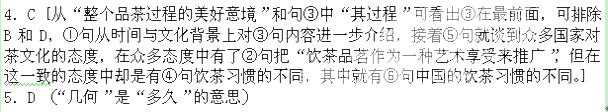 4. C [从“整个品茶过程的美好意境”和句③中“其过程”可看出③在最前面，可排除
B 和 D，①句从时间与文化背景上对③句内容进一步介绍，接着⑤句就谈到众多国家对
茶文化的态度，在众多态度中有了②句把“饮茶品茗作为一种艺术享受来推广”，但在
这一致的态度中却是有④句饮茶习惯的不同，其中就有⑥句中国的饮茶习惯的不同。]
5. D （“几何”是“多久”的意思）